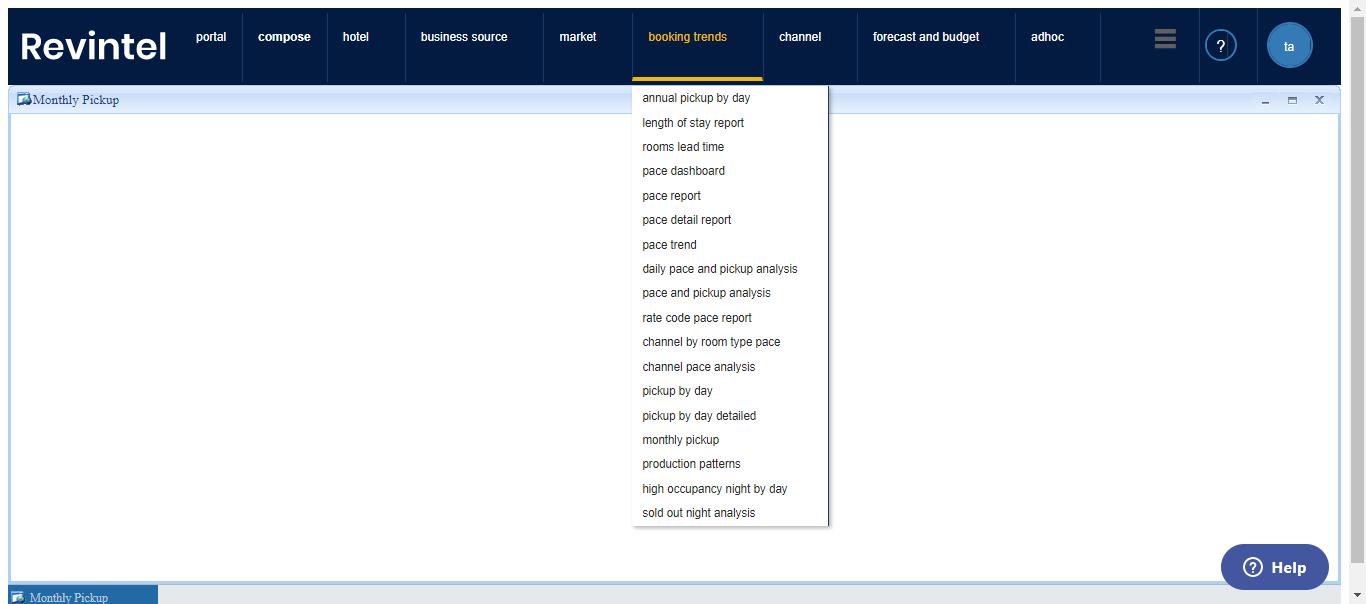 Revintel
portal compose hotel business source market booking trends channel forecast and budget adhoc ? ta
Monthly Pickup
annual pickup by day
length of stay report
rooms lead time
pace dashboard
pace report
pace detail report
pace trend
daily pace and pickup analysis
pace and pickup analysis
rate code pace report
channel by room type pace
channel pace analysis
pickup by day
pickup by day detailed
monthly pickup
production patterns
high occupancy night by day
sold out night analysis
? Help
Monthly Pickup